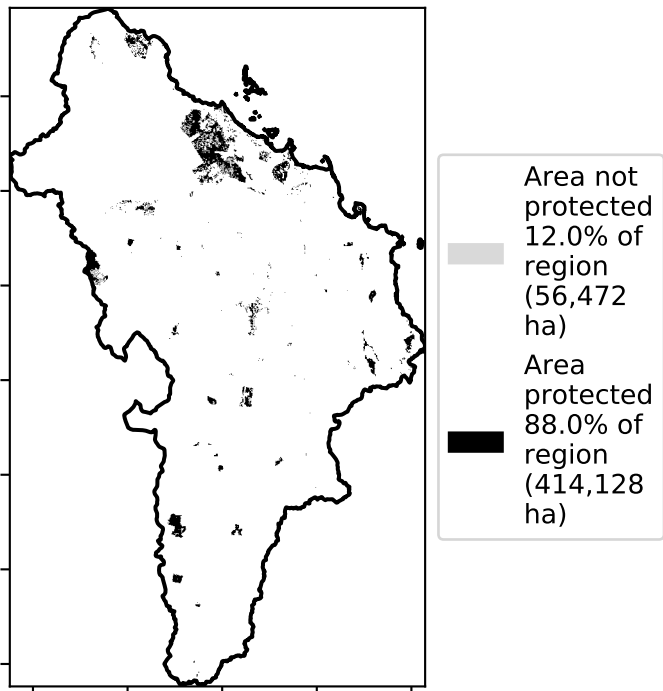 Area not
protected
12.0% of
region
(56,472
ha)
Area
protected
88.0% of
region
(414,128
ha)